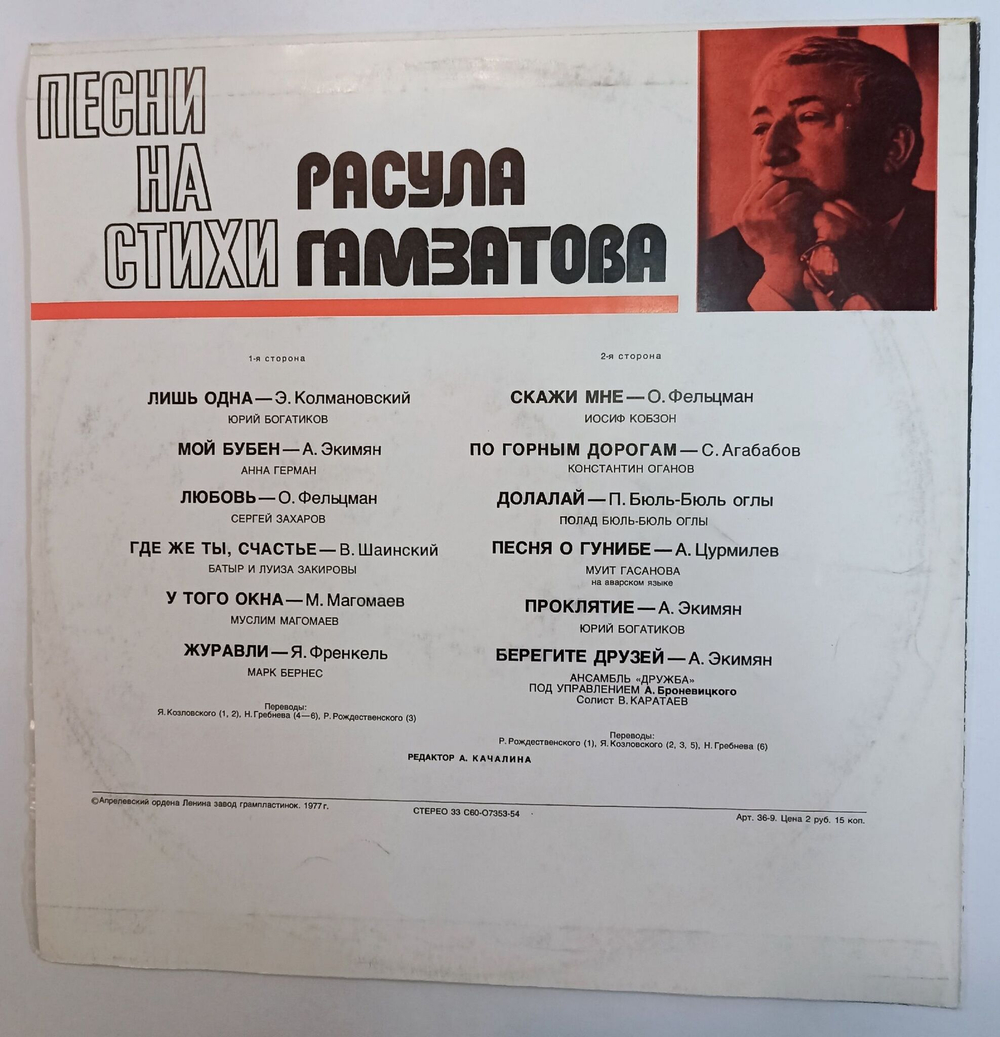 ПЕСНИ
НА
СТИХИ
РАСУЛА
ГАМЗАТОВА
1-я сторона
ЛИШЬ ОДНА — Э. Колмановский
ЮРИЙ БОГАТИКОВ
МОЙ БУБЕН — А. Экимян
АННА ГЕРМАН
ЛЮБОВЬ — О. Фельцман
СЕРГЕЙ ЗАХАРОВ
ГДЕ ЖЕ ТЫ, СЧАСТЬЕ — В. Шаинский
БАТЫР И ЛУИЗА ЗАКИРОВЫ
У ТОГО ОКНА — М. Магомаев
МУСЛИМ МАГОМАЕВ
ЖУРАВЛИ — Я. Френкель
МАРК БЕРНЕС
Переводы:
Я. Козловского (1, 2), Н. Гребнева (4—6), Р. Рождественского (3)
2-я сторона
СКАЖИ МНЕ — О. Фельцман
ИОСИФ КОБЗОН
ПО ГОРНЫМ ДОРОГАМ — С. Агабабов
КОНСТАНТИН ОГАНОВ
ДОЛАЛАЙ — П. Бюль-Бюль оглы
ПОЛАД БЮЛЬ-БЮЛЬ ОГЛЫ
ПЕСНЯ О ГУНИБЕ — А. Цурмилев
МУИТ ГАСАНОВА
на аварском языке
ПРОКЛЯТИЕ — А. Экимян
ЮРИЙ БОГАТИКОВ
БЕРЕГИТЕ ДРУЗЕЙ — А. Экимян
АНСАМБЛЬ «ДРУЖБА»
ПОД УПРАВЛЕНИЕМ А. Броневицкого
Солист В. КАРАТАЕВ
Переводы:
Р. Рождественского (1), Я. Козловского (2, 3, 5), Н. Гребнева (6)
РЕДАКТОР А. КАЧАЛИНА
©Апрелевский ордена Ленина завод грампластинок. 1977 г.
СТЕРЕО 33 С60-07353-54
Арт. 36-9. Цена 2 руб. 15 коп.